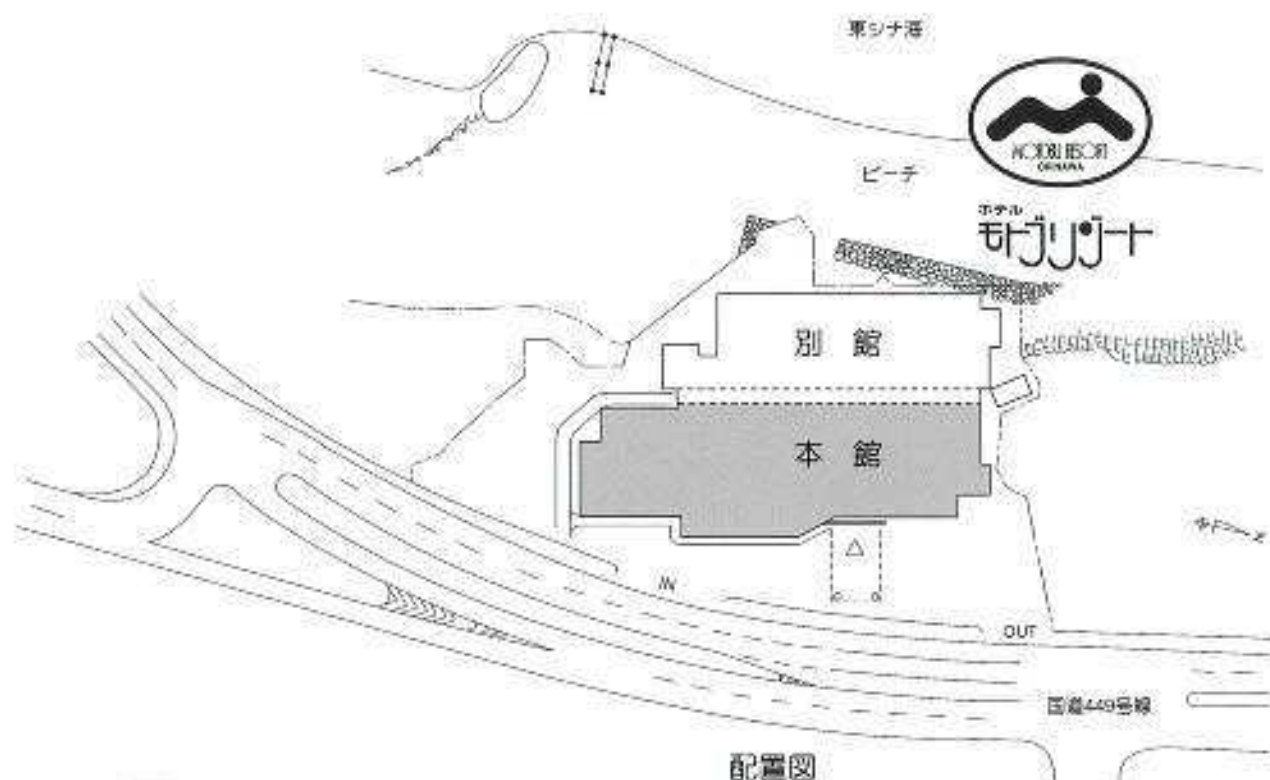 東シナ海
MOTOBU RESORT
OKINAWA
ビーチ
ホテル
モトブリゾート
別館
本館
IN
OUT
国道449号線
配置図